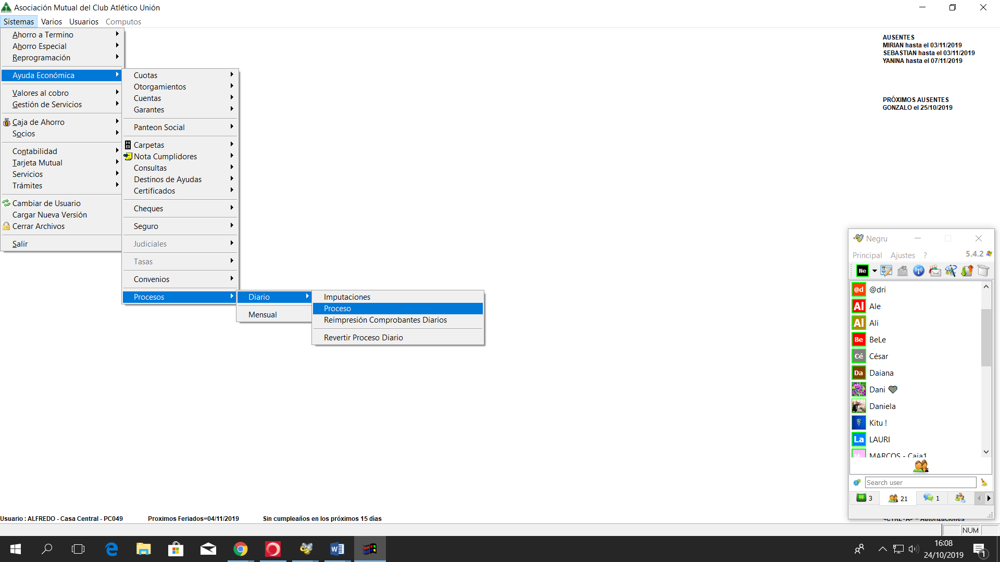 Asociación Mutual del Club Atlético Unión
Sistemas Varios Usuarios Computos
Ahorro a Termino
Ahorro Especial
Reprogramación
Ayuda Económica
Valores al cobro
Gestión de Servicios
Caja de Ahorro
Socios
Contabilidad
Tarjeta Mutual
Servicios
Trámites
Cambiar de Usuario
Cargar Nueva Versión
Cerrar Archivos
Salir
Cuotas
Otorgamientos
Cuentas
Garantes
Panteon Social
Carpetas
Nota Cumplidores
Consultas
Destinos de Ayudas
Certificados
Cheques
Seguro
Judiciales
Tasas
Convenios
Procesos
Diario
Mensual
Imputaciones
Proceso
Reimpresión Comprobantes Diarios
Revertir Proceso Diario
AUSENTES
MIRIAN hasta el 03/11/2019
SEBASTIAN hasta el 03/11/2019
YANINA hasta el 07/11/2019
PRÓXIMOS AUSENTES
GONZALO el 25/10/2019
Negru
Principal Ajustes ? 5.4.2
Ne
@d @dri
Al Ale
Al Ali
Be BeLe
Cé César
Da Daiana
Dani
Daniela
Kitu !
La LAURI
MARCOS - Caja1
Search user
3 21 1
Usuario : ALFREDO - Casa Central - PC049 Proximos Feriados=04/11/2019 Sin cumpleaños en los próximos 15 días
<CTRL+A> = Autorizaciones
NUM
16:08
24/10/2019
1